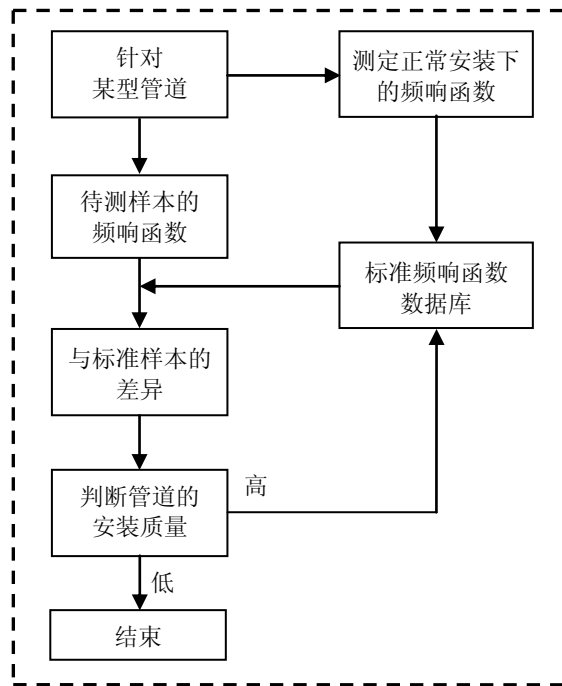 针对
某型管道
测定正常安装下
的频响函数
待测样本的
频响函数
标准频响函数
数据库
与标准样本的
差异
判断管道的
安装质量
高
低
结束